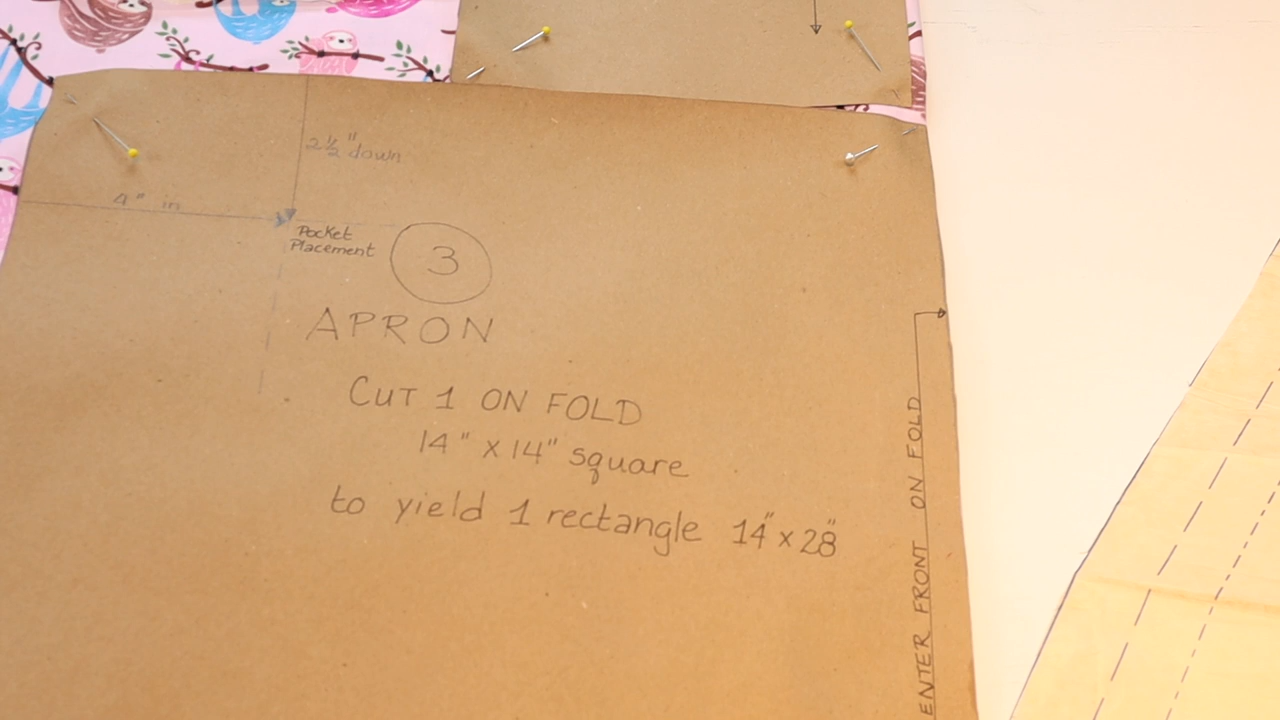 2½" down
4" in
Pocket
Placement
3
APRON
CUT 1 ON FOLD
14" x 14" square
to yield 1 rectangle 14" x 28"
ENTER FRONT ON FOLD